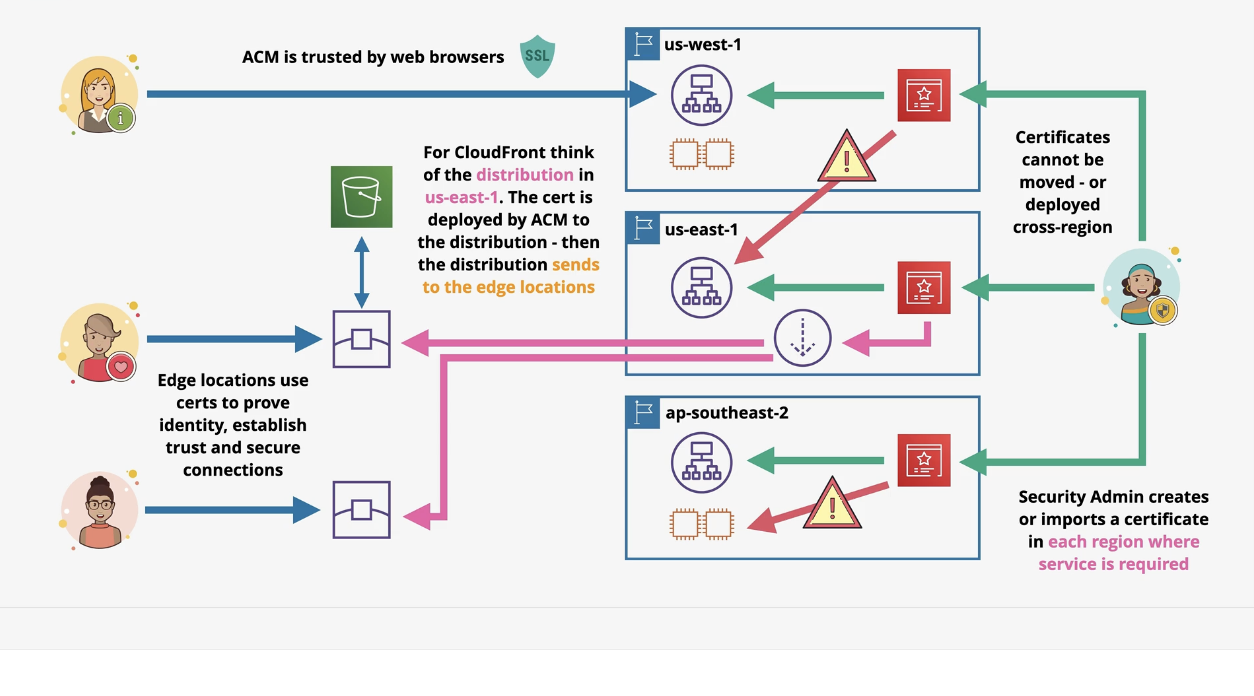 ACM is trusted by web browsers
SSL
us-west-1
i
For CloudFront think
of the distribution in
us-east-1. The cert is
deployed by ACM to
the distribution - then
the distribution sends
to the edge locations
Certificates
cannot be
moved - or
deployed
cross-region
us-east-1
Edge locations use
certs to prove
identity, establish
trust and secure
connections
ap-southeast-2
Security Admin creates
or imports a certificate
in each region where
service is required